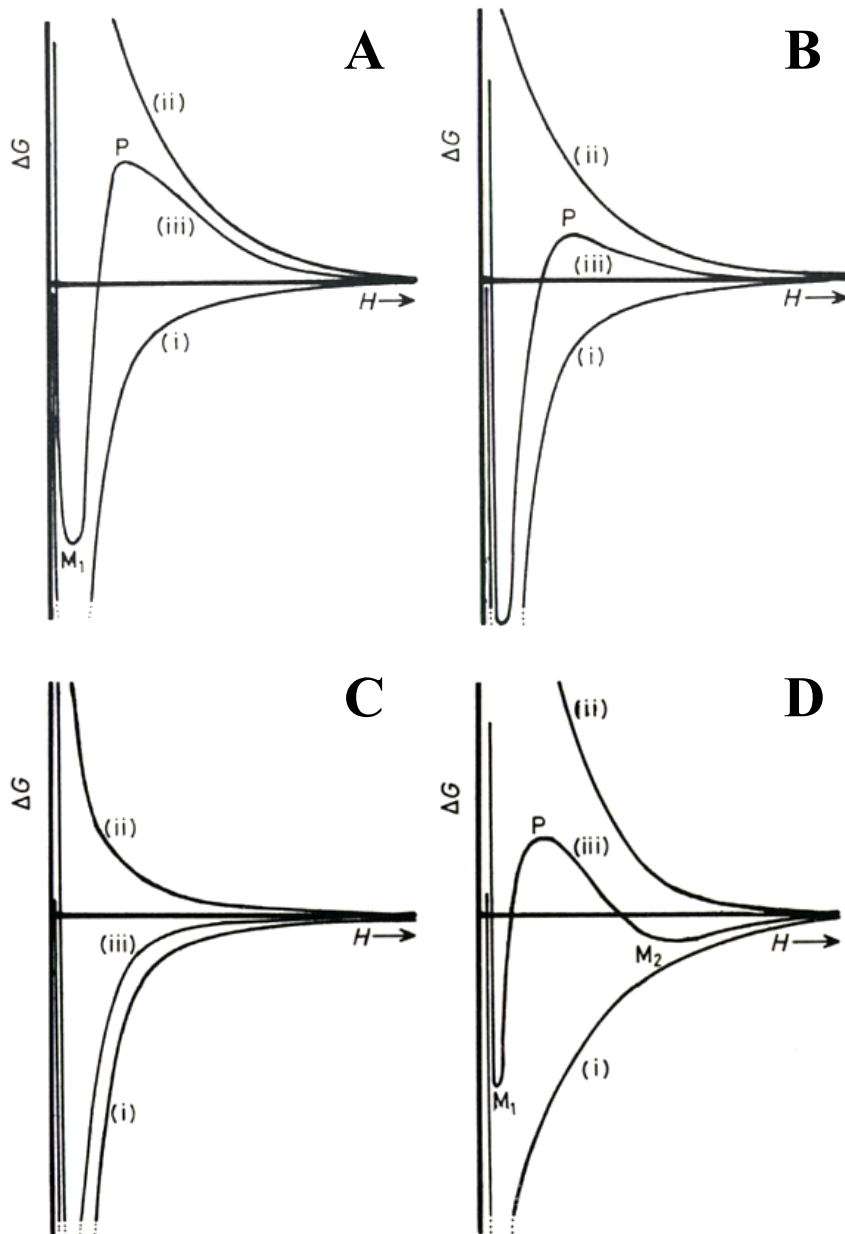 A
ΔG
(ii)
P
(iii)
H→
(i)
M₁
B
ΔG
(ii)
P
(iii)
H→
(i)
C
ΔG
(ii)
(iii)
H→
(i)
D
ΔG
(ii)
P
(iii)
M₂
H→
(i)
M₁